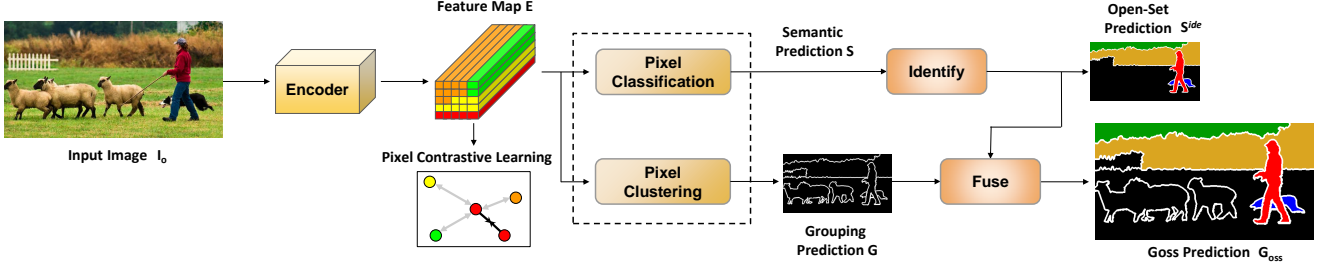 Feature Map E
Open-Set
Prediction S^ide
Semantic
Prediction S
Encoder
Pixel
Classification
Identify
Input Image I_o
Pixel Contrastive Learning
Pixel
Clustering
Fuse
Grouping
Prediction G
Goss Prediction G_oss